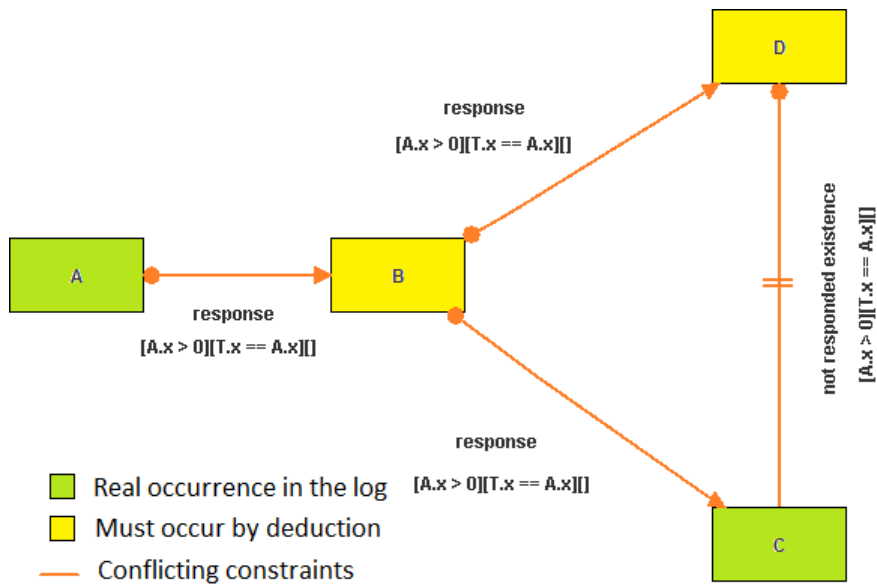 D
response
[A.x > 0][T.x == A.x][]
not responded existence
[A.x > 0][T.x == A.x][]
A
B
response
[A.x > 0][T.x == A.x][]
response
[A.x > 0][T.x == A.x][]
C
Real occurrence in the log
Must occur by deduction
Conflicting constraints